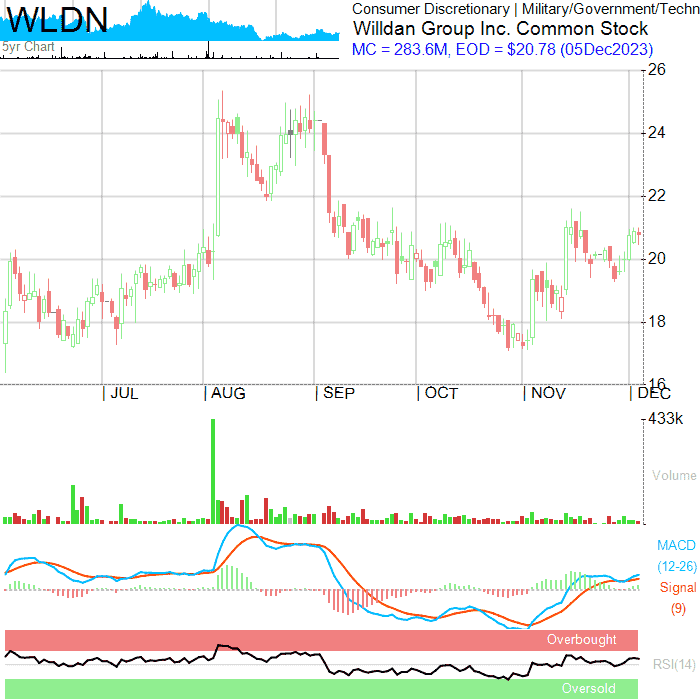 WLDN
5yr Chart
Consumer Discretionary | Military/Government/Techn
Willdan Group Inc. Common Stock
MC = 283.6M, EOD = $20.78 (05Dec2023)
26
24
22
20
18
16
| JUL | AUG | SEP | OCT | NOV | DEC
433k
Volume
MACD
(12-26)
Signal
(9)
Overbought
RSI(14)
Oversold